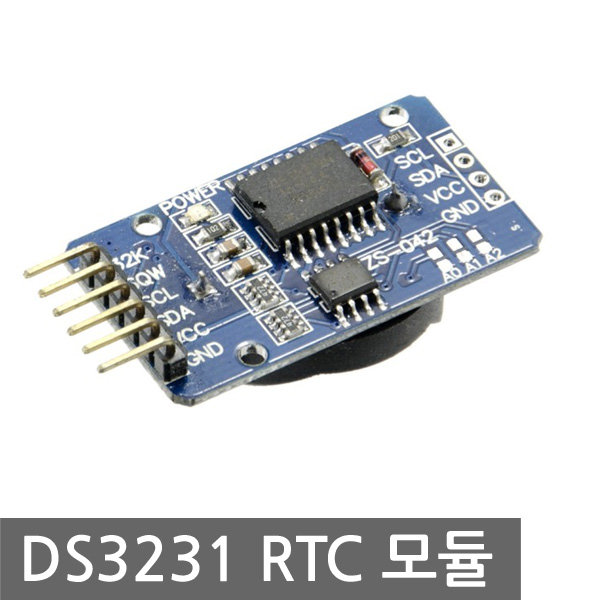 POWER
SCL
SDA
VCC
GND
ZS-042
A0 A1 A2
32K
SQW
SCL
SDA
VCC
GND
DS3231 RTC 모듈